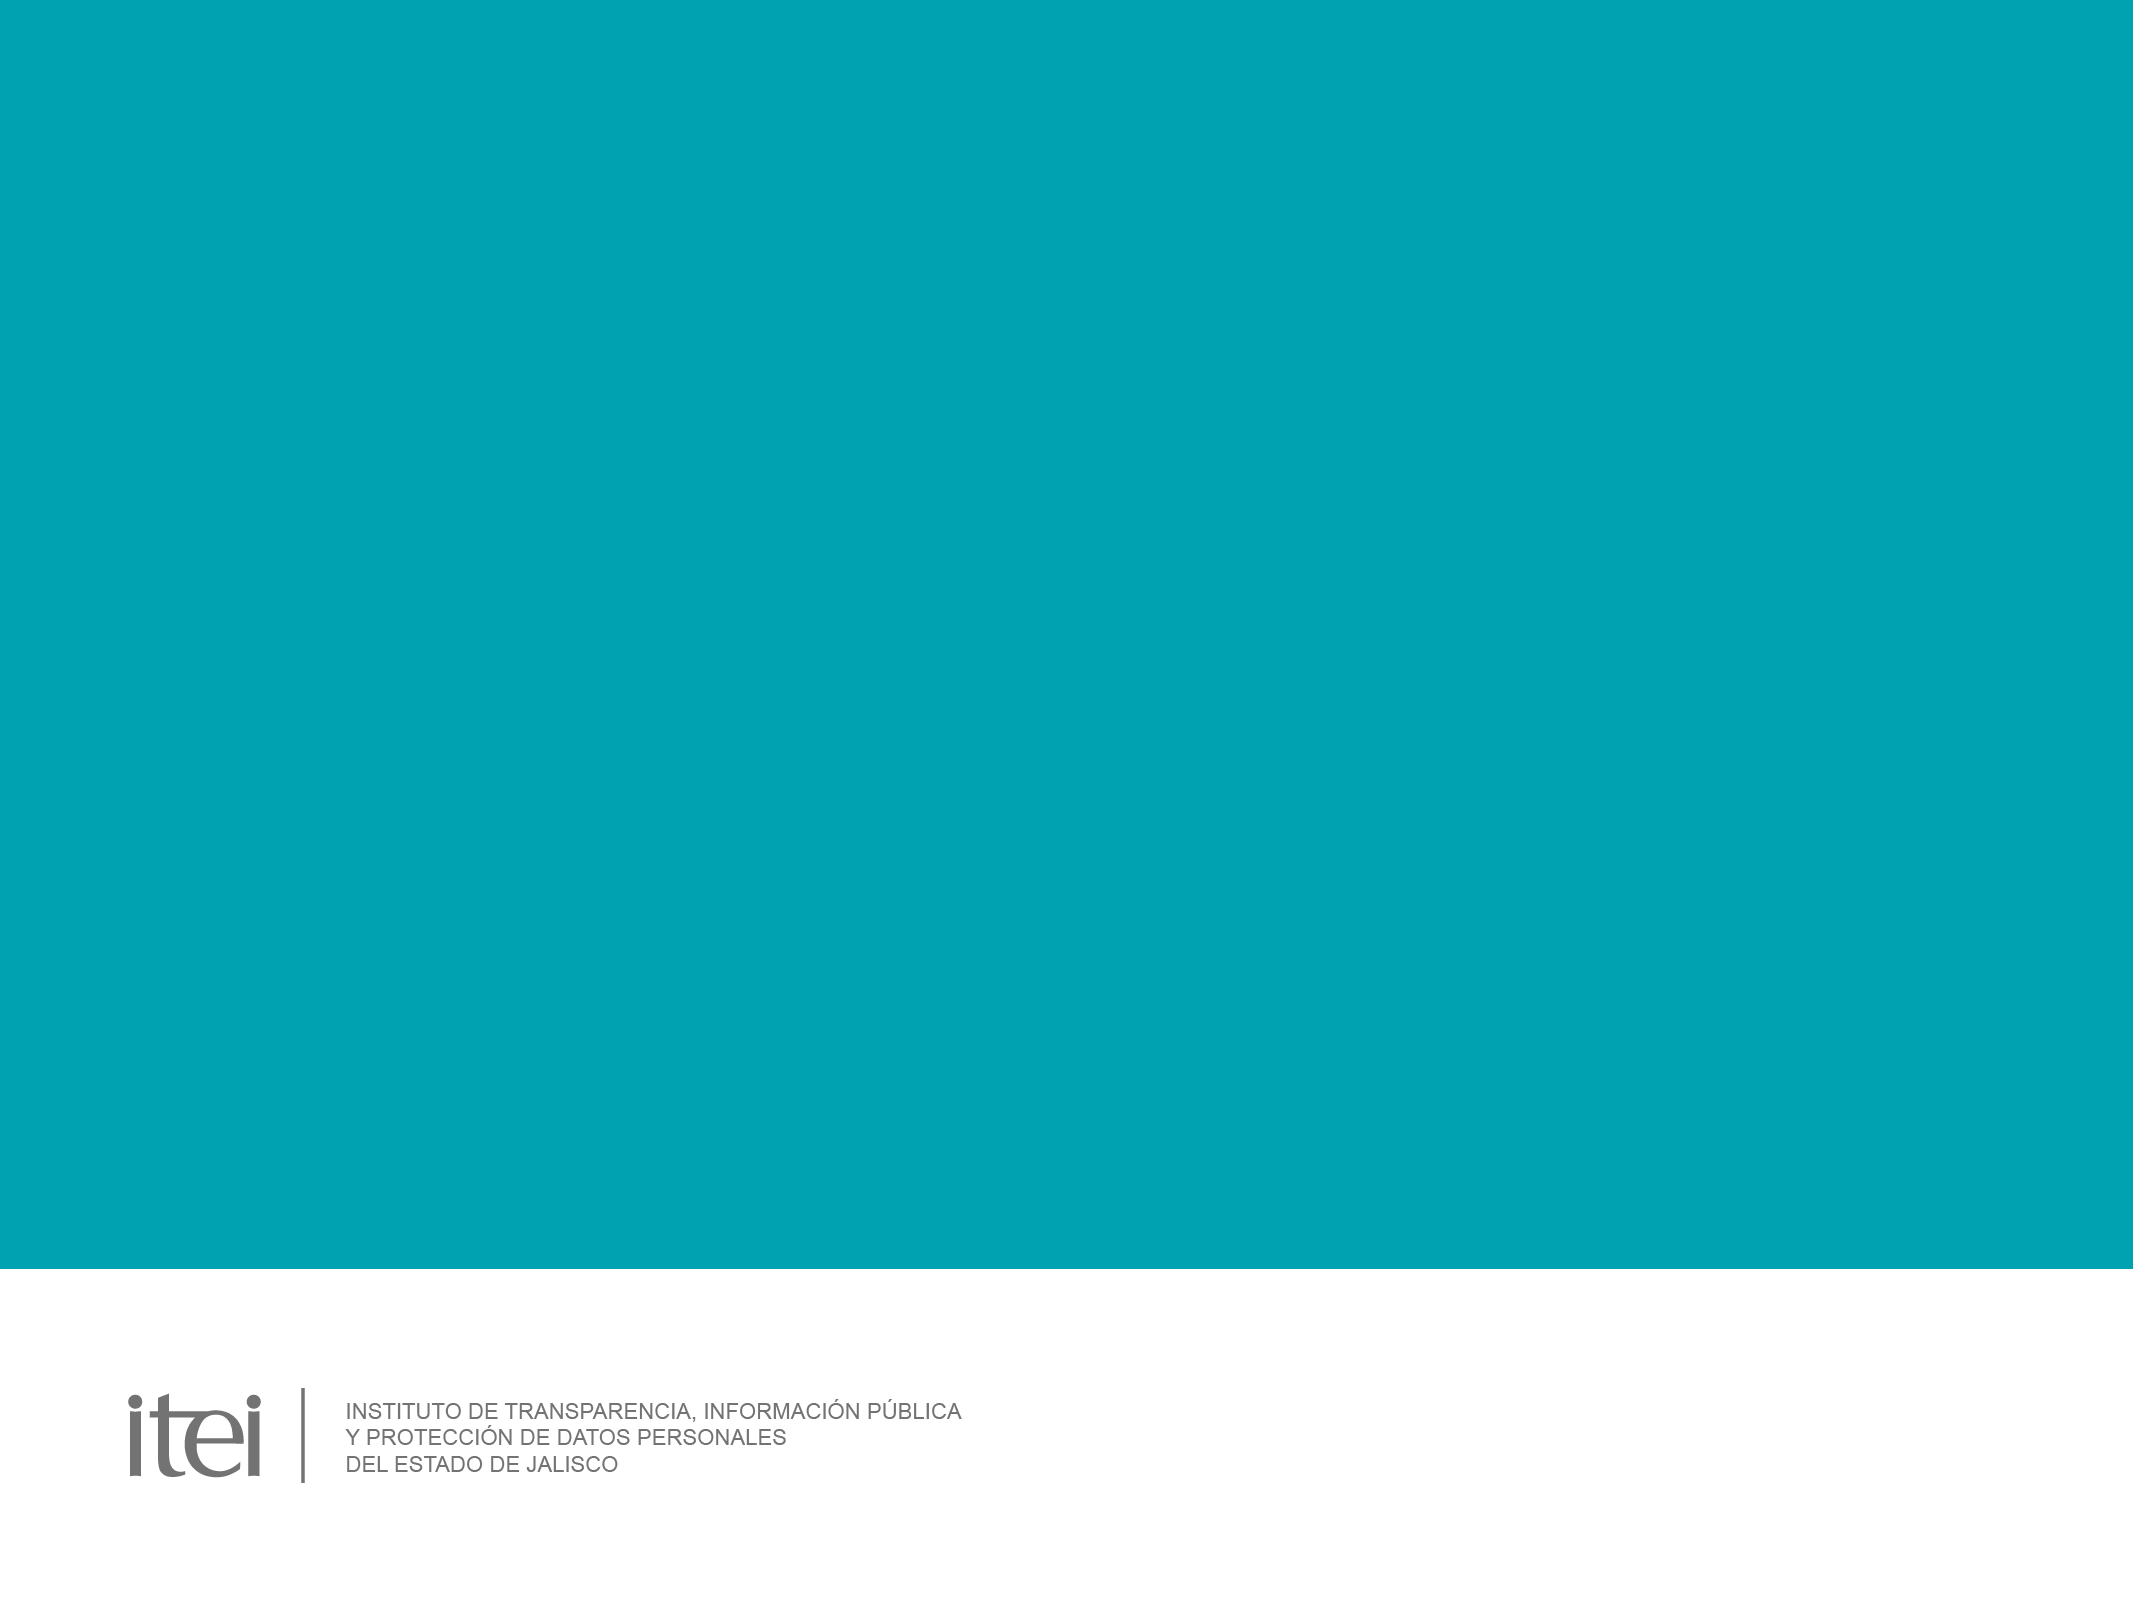 itei
INSTITUTO DE TRANSPARENCIA, INFORMACIÓN PÚBLICA
Y PROTECCIÓN DE DATOS PERSONALES
DEL ESTADO DE JALISCO